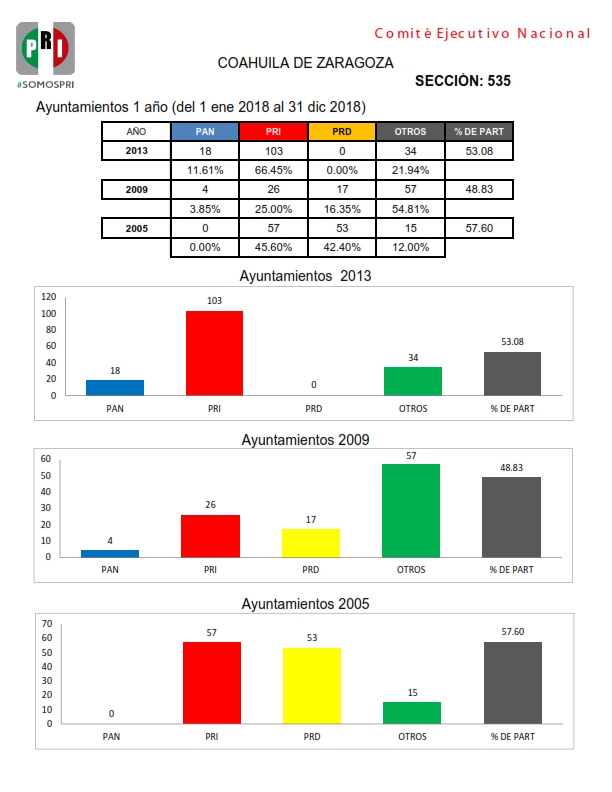 PRI
#SOMOSPRI
Comité Ejecutivo Nacional
COAHUILA DE ZARAGOZA
SECCIÓN: 535
Ayuntamientos 1 año (del 1 ene 2018 al 31 dic 2018)
AÑO PAN PRI PRD OTROS % DE PART
2013 18 103 0 34 53.08
11.61% 66.45% 0.00% 21.94%
2009 4 26 17 57 48.83
3.85% 25.00% 16.35% 54.81%
2005 0 57 53 15 57.60
0.00% 45.60% 42.40% 12.00%
Ayuntamientos 2013
120
100
80
60
40
20
0
18 103 0 34 53.08
PAN PRI PRD OTROS % DE PART
Ayuntamientos 2009
60
50
40
30
20
10
0
4 26 17 57 48.83
PAN PRI PRD OTROS % DE PART
Ayuntamientos 2005
70
60
50
40
30
20
10
0
0 57 53 15 57.60
PAN PRI PRD OTROS % DE PART